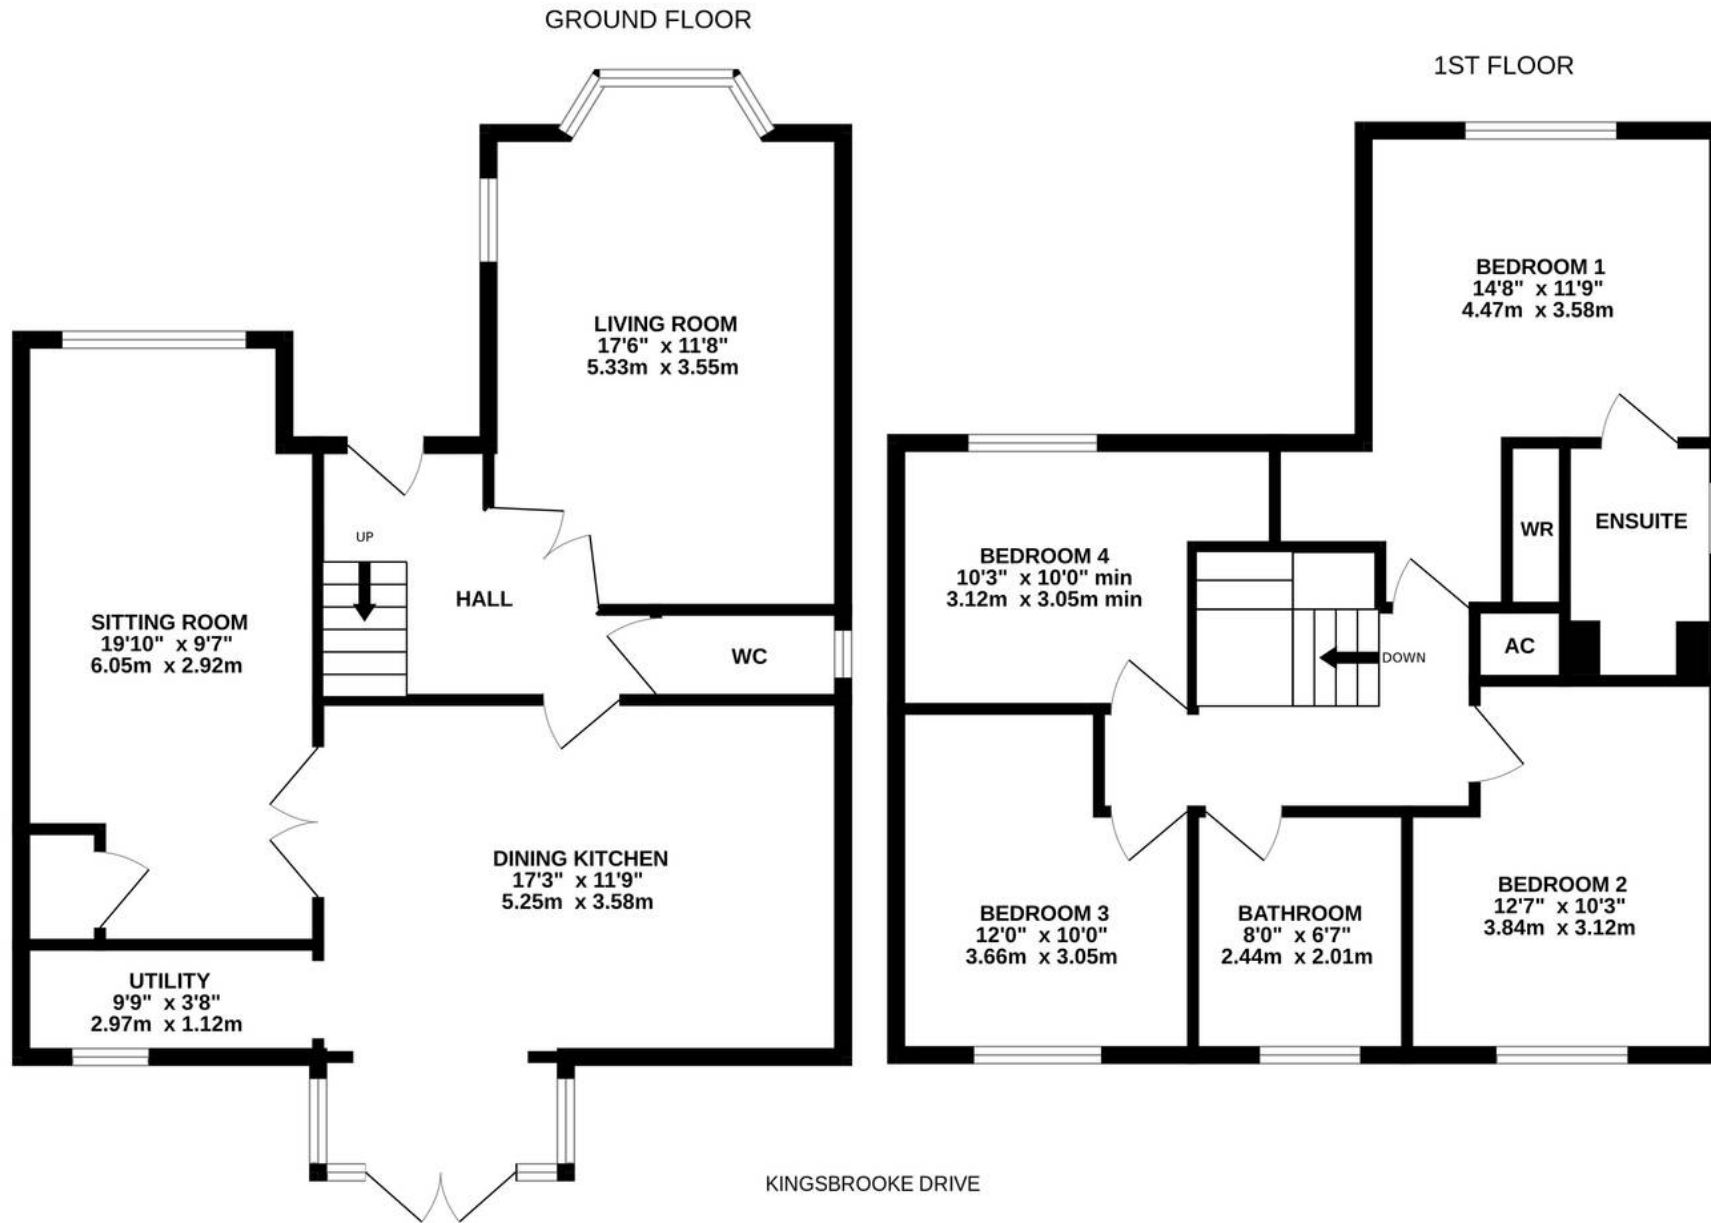 GROUND FLOOR
LIVING ROOM
17'6" x 11'8"
5.33m x 3.55m
UP
HALL
SITTING ROOM
19'10" x 9'7"
6.05m x 2.92m
WC
DINING KITCHEN
17'3" x 11'9"
5.25m x 3.58m
UTILITY
9'9" x 3'8"
2.97m x 1.12m
1ST FLOOR
BEDROOM 1
14'8" x 11'9"
4.47m x 3.58m
WR
ENSUITE
BEDROOM 4
10'3" x 10'0" min
3.12m x 3.05m min
AC
DOWN
BEDROOM 3
12'0" x 10'0"
3.66m x 3.05m
BATHROOM
8'0" x 6'7"
2.44m x 2.01m
BEDROOM 2
12'7" x 10'3"
3.84m x 3.12m
KINGSBROOKE DRIVE